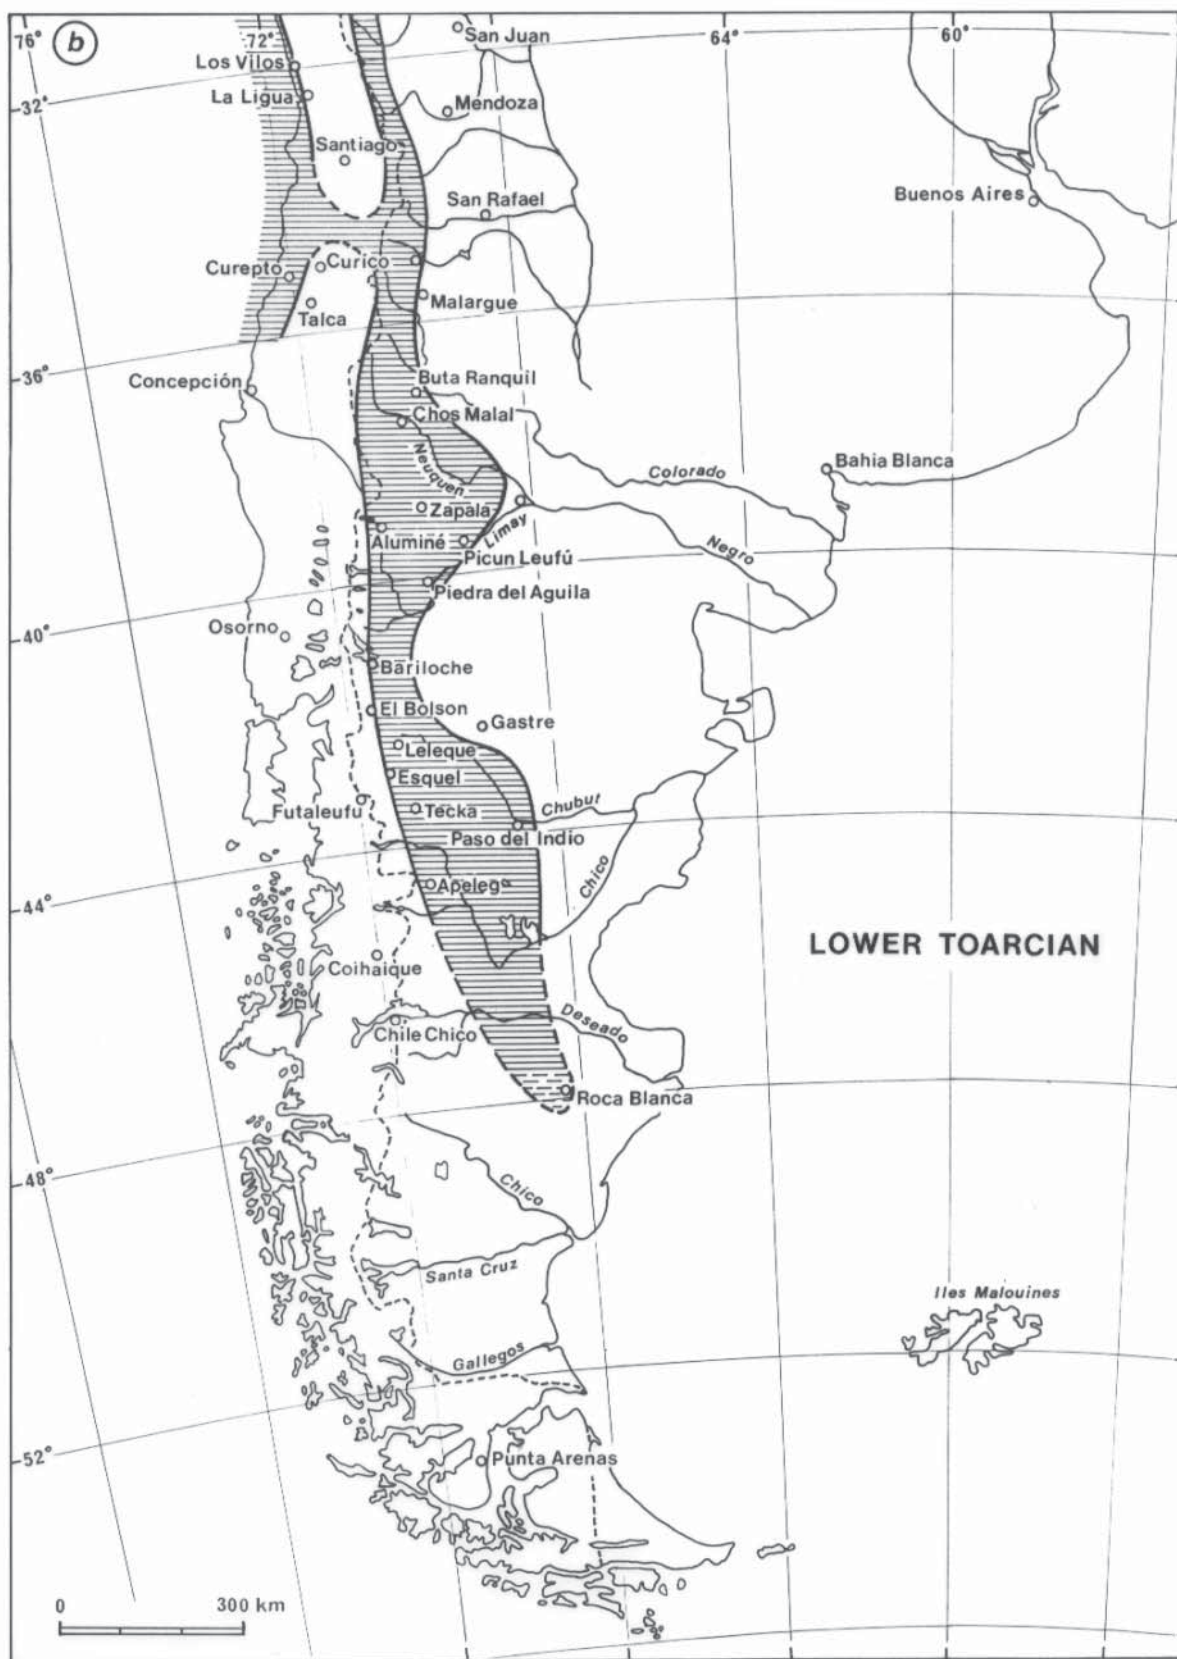 76°
b
72°
San Juan
64°
60°
Los Vilos
La Ligua
32°
Mendoza
Santiago
San Rafael
Buenos Aires
Curepto
Curico
Malargue
Talca
36°
Concepción
Buta Ranquil
Chos Malal
Neuquen
Colorado
Bahia Blanca
Zapala
Limay
Negro
Aluminé
Picun Leufú
Piedra del Aguila
Osorno
40°
Bariloche
El Bolson
Gastre
Leleque
Esquel
Futaleufu
Tecka
Chubut
Paso del Indio
Chico
Apeleg
44°
LOWER TOARCIAN
Coihaique
Chile Chico
Deseado
Roca Blanca
48°
Chico
Santa Cruz
Iles Malouines
Gallegos
52°
Punta Arenas
0 300 km